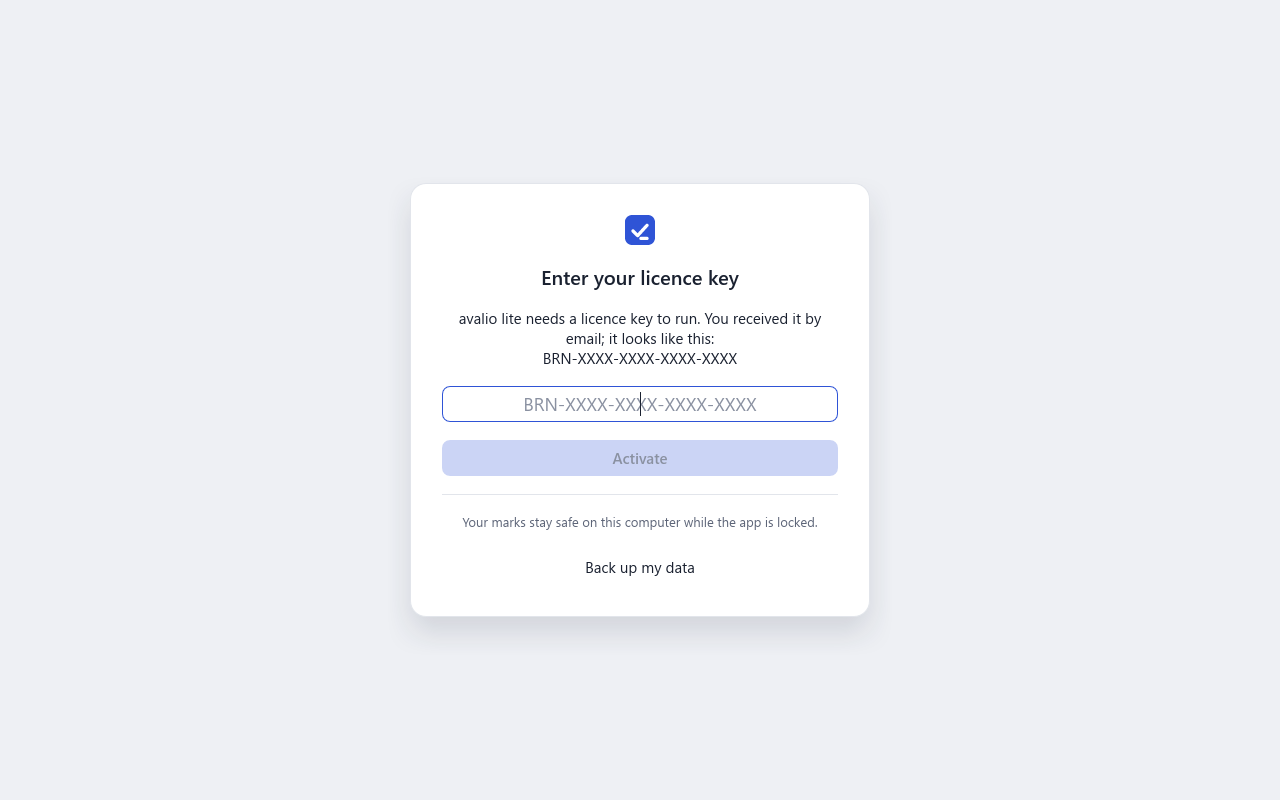 Enter your licence key
avalio lite needs a licence key to run. You received it by
email; it looks like this:
BRN-XXXX-XXXX-XXXX-XXXX
BRN-XXXX-XXXX-XXXX-XXXX
Activate
Your marks stay safe on this computer while the app is locked.
Back up my data